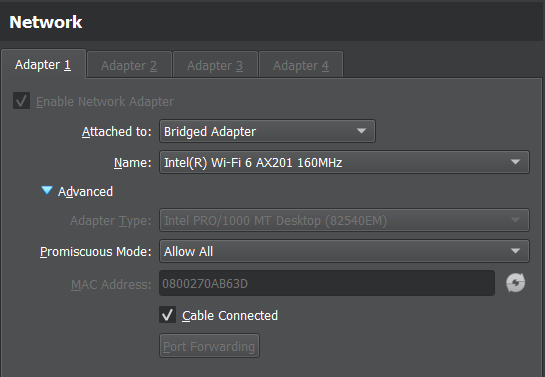 Network
Adapter 1
Adapter 2
Adapter 3
Adapter 4
Enable Network Adapter
Attached to: Bridged Adapter
Name: Intel(R) Wi-Fi 6 AX201 160MHz
Advanced
Adapter Type: Intel PRO/1000 MT Desktop (82540EM)
Promiscuous Mode: Allow All
MAC Address: 0800270AB63D
Cable Connected
Port Forwarding